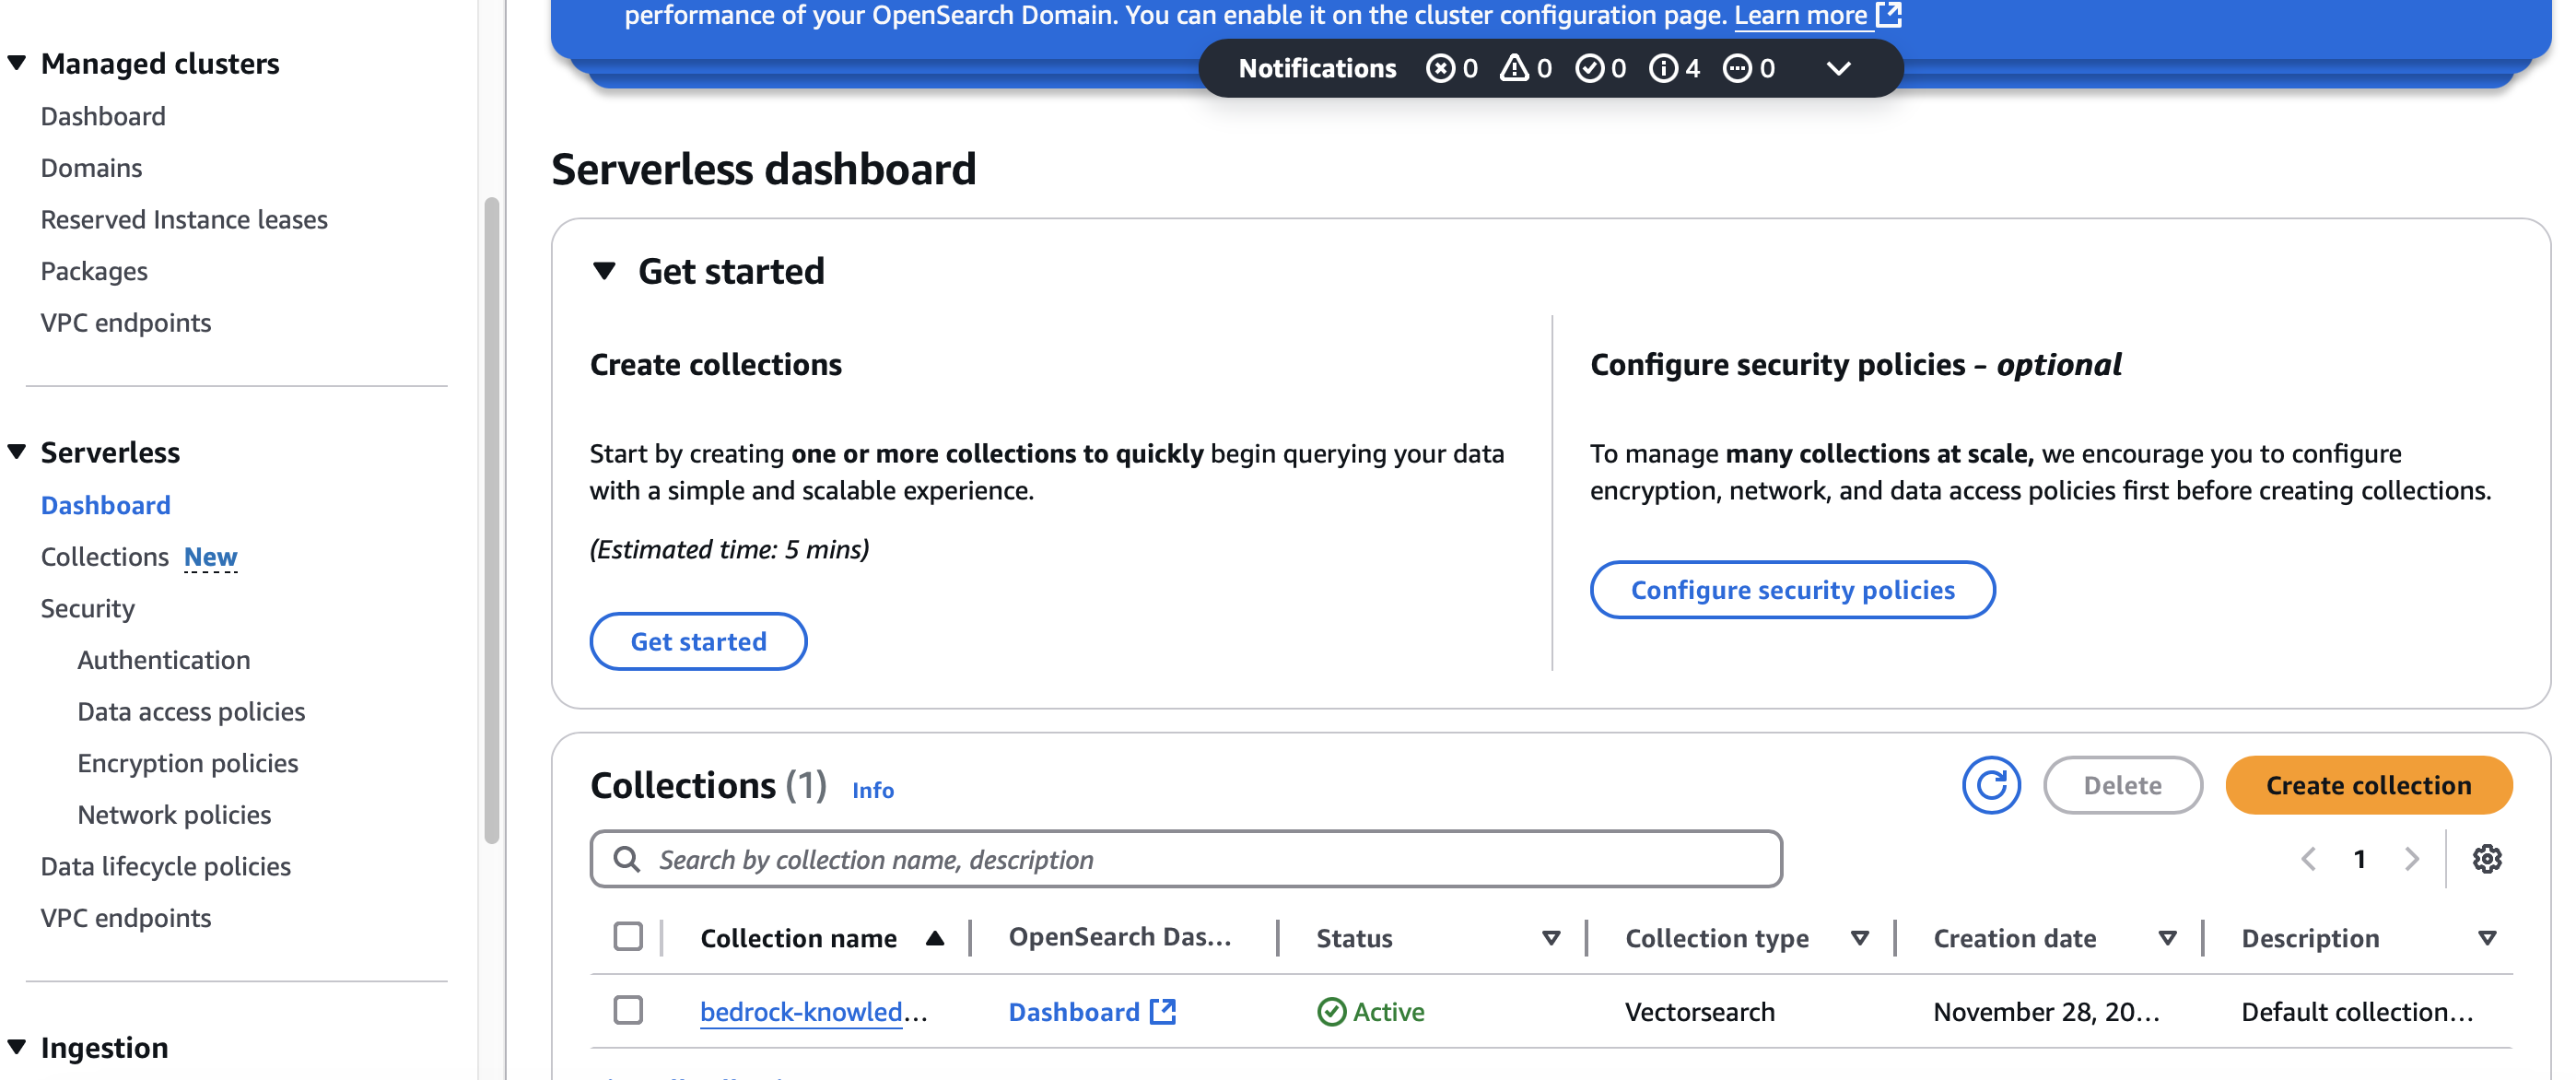 performance of your OpenSearch Domain. You can enable it on the cluster configuration page. Learn more
Notifications 0 0 0 4 0
Managed clusters
Dashboard
Domains
Reserved Instance leases
Packages
VPC endpoints
Serverless
Dashboard
Collections New
Security
Authentication
Data access policies
Encryption policies
Network policies
Data lifecycle policies
VPC endpoints
Ingestion
Serverless dashboard
Get started
Create collections
Start by creating one or more collections to quickly begin querying your data
with a simple and scalable experience.
(Estimated time: 5 mins)
Get started
Configure security policies - optional
To manage many collections at scale, we encourage you to configure
encryption, network, and data access policies first before creating collections.
Configure security policies
Collections (1) Info
Delete
Create collection
Search by collection name, description
1
Collection name OpenSearch Das... Status Collection type Creation date Description
bedrock-knowled... Dashboard Active Vectorsearch November 28, 20... Default collection...